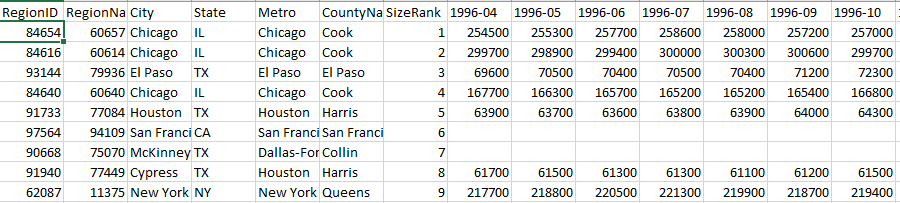 RegionID RegionNa City State Metro CountyNa SizeRank 1996-04 1996-05 1996-06 1996-07 1996-08 1996-09 1996-10
84654 60657 Chicago IL Chicago Cook 1 254500 255300 257700 258600 258000 257200 257000
84616 60614 Chicago IL Chicago Cook 2 299700 298900 299400 300000 300300 300600 299700
93144 79936 El Paso TX El Paso El Paso 3 69600 70500 70400 70500 70400 71200 72300
84640 60640 Chicago IL Chicago Cook 4 167700 166300 165700 165200 165200 165400 166800
91733 77084 Houston TX Houston Harris 5 63900 63700 63600 63800 63900 64000 64300
97564 94109 San Franci CA San Franci San Franci 6
90668 75070 McKinney TX Dallas-For Collin 7
91940 77449 Cypress TX Houston Harris 8 61700 61500 61300 61300 61100 61200 61500
62087 11375 New York NY New York Queens 9 217700 218800 220500 221300 219900 218700 219400